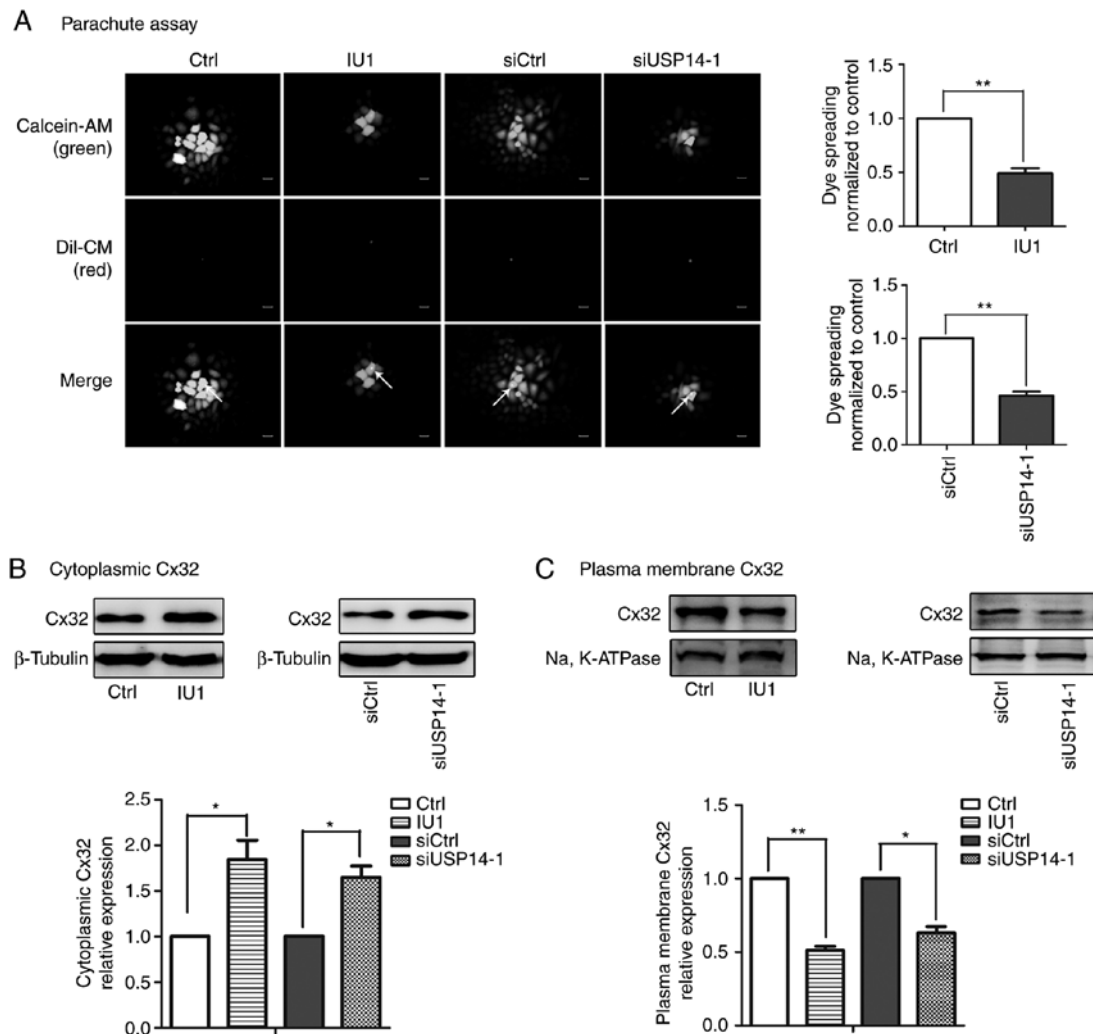 A Parachute assay
Ctrl IU1 siCtrl siUSP14-1
Calcein-AM
(green)
Dil-CM
(red)
Merge
1.5
1.0
0.5
0.0
Dye spreading
normalized to control
**
Ctrl IU1
1.5
1.0
0.5
0.0
Dye spreading
normalized to control
**
siCtrl
siUSP14-1
B Cytoplasmic Cx32
Cx32
β-Tubulin
Ctrl IU1
Cx32
β-Tubulin
siCtrl
siUSP14-1
2.5
2.0
1.5
1.0
0.5
0.0
Cytoplasmic Cx32
relative expression
*
*
Ctrl
IU1
siCtrl
siUSP14-1
C Plasma membrane Cx32
Cx32
Na, K-ATPase
Ctrl IU1
Cx32
Na, K-ATPase
siCtrl
siUSP14-1
1.5
1.0
0.5
0.0
Plasma membrane Cx32
relative expression
**
*
Ctrl
IU1
siCtrl
siUSP14-1